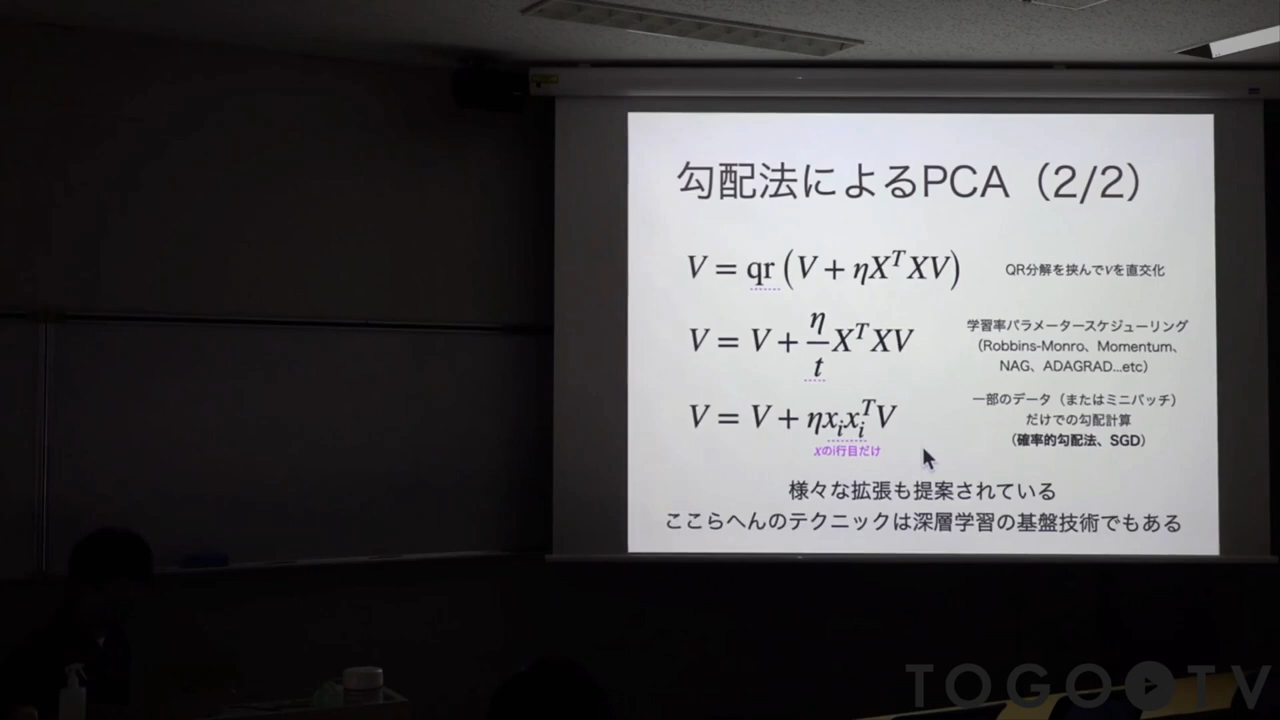 勾配法によるPCA（2/2）
V = qr (V + ηXᵀXV)
QR分解を挟んでVを直交化
V = V + η/t XᵀXV
学習率パラメータースケジューリング
（Robbins-Monro、Momentum、
NAG、ADAGRAD...etc）
V = V + ηxᵢxᵢᵀV
Xのi行目だけ
一部のデータ（またはミニバッチ）
だけでの勾配計算
（確率的勾配法、SGD）
様々な拡張も提案されている
ここらへんのテクニックは深層学習の基盤技術でもある
TOGO TV